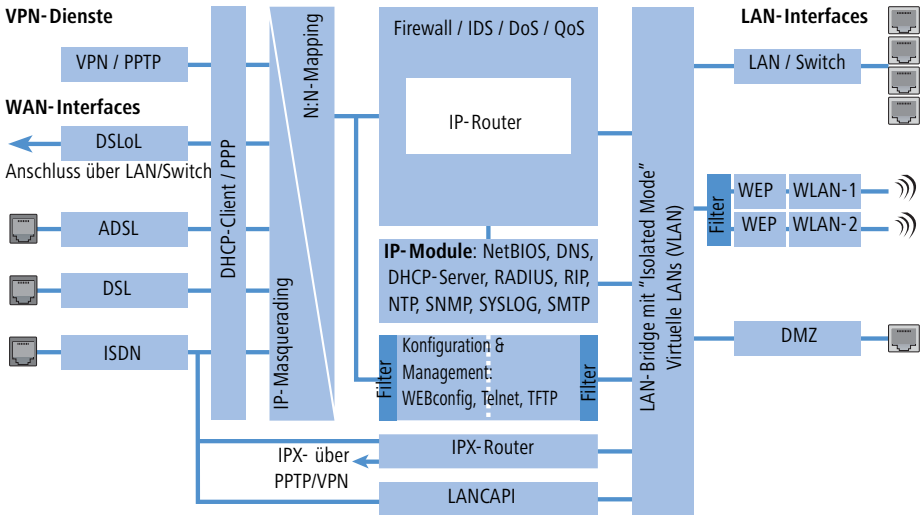 VPN-Dienste
VPN / PPTP
WAN-Interfaces
DSLoL
Anschluss über LAN/Switch
ADSL
DSL
ISDN
DHCP-Client / PPP
N:N-Mapping
IP-Masquerading
Firewall / IDS / DoS / QoS
IP-Router
IP-Module: NetBIOS, DNS,
DHCP-Server, RADIUS, RIP,
NTP, SNMP, SYSLOG, SMTP
Filter
Konfiguration &
Management:
WEBconfig, Telnet, TFTP
Filter
IPX- über
PPTP/VPN
IPX-Router
LANCAPI
LAN-Bridge mit "Isolated Mode"
Virtuelle LANs (VLAN)
LAN-Interfaces
LAN / Switch
Filter
WEP
WLAN-1
WEP
WLAN-2
DMZ